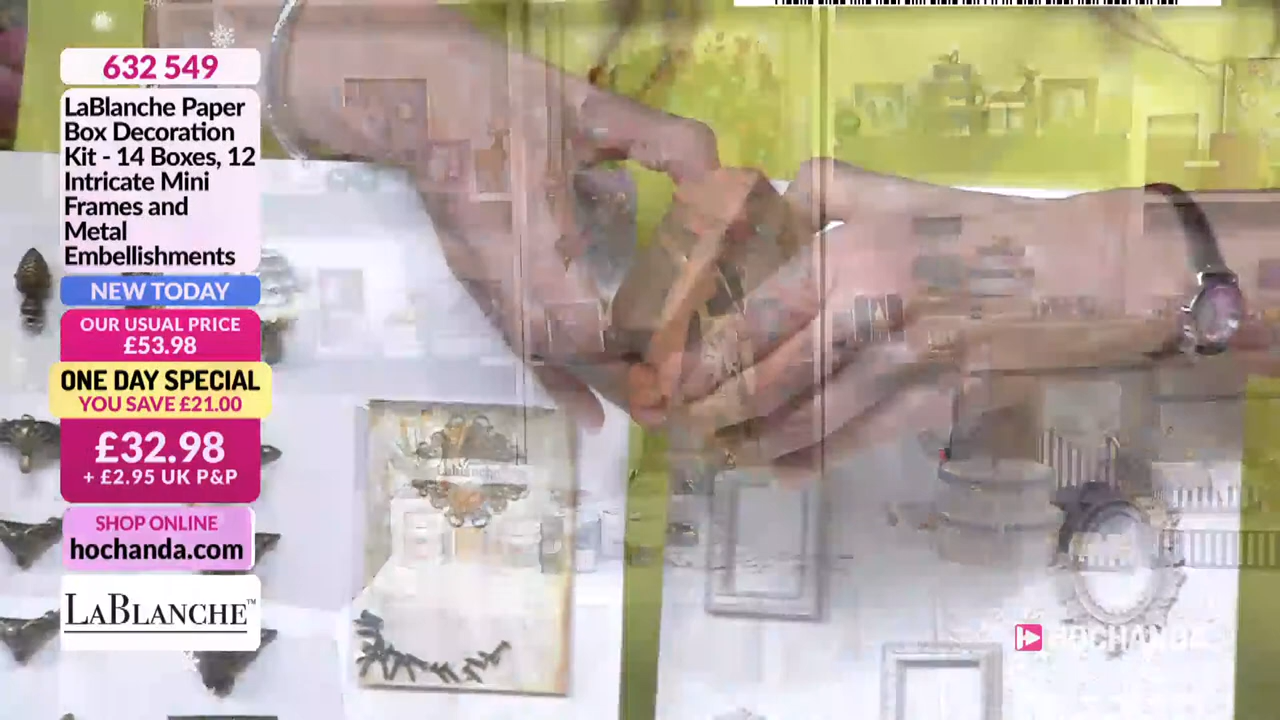 632 549
LaBlanche Paper
Box Decoration
Kit - 14 Boxes, 12
Intricate Mini
Frames and
Metal
Embellishments
NEW TODAY
OUR USUAL PRICE
£53.98
ONE DAY SPECIAL
YOU SAVE £21.00
£32.98
+ £2.95 UK P&P
SHOP ONLINE
hochanda.com
LABLANCHE™
LaBlanche
HOCHANDA